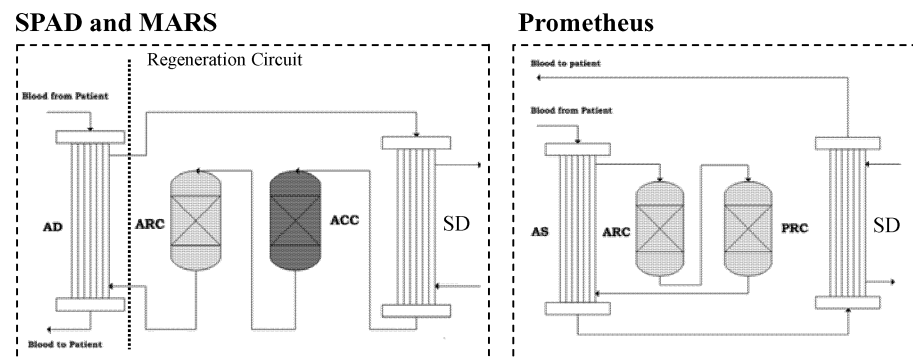 SPAD and MARS
Regeneration Circuit
Blood from Patient
AD
ARC
ACC
SD
Blood to Patient
Prometheus
Blood to patient
Blood from Patient
AS
ARC
PRC
SD